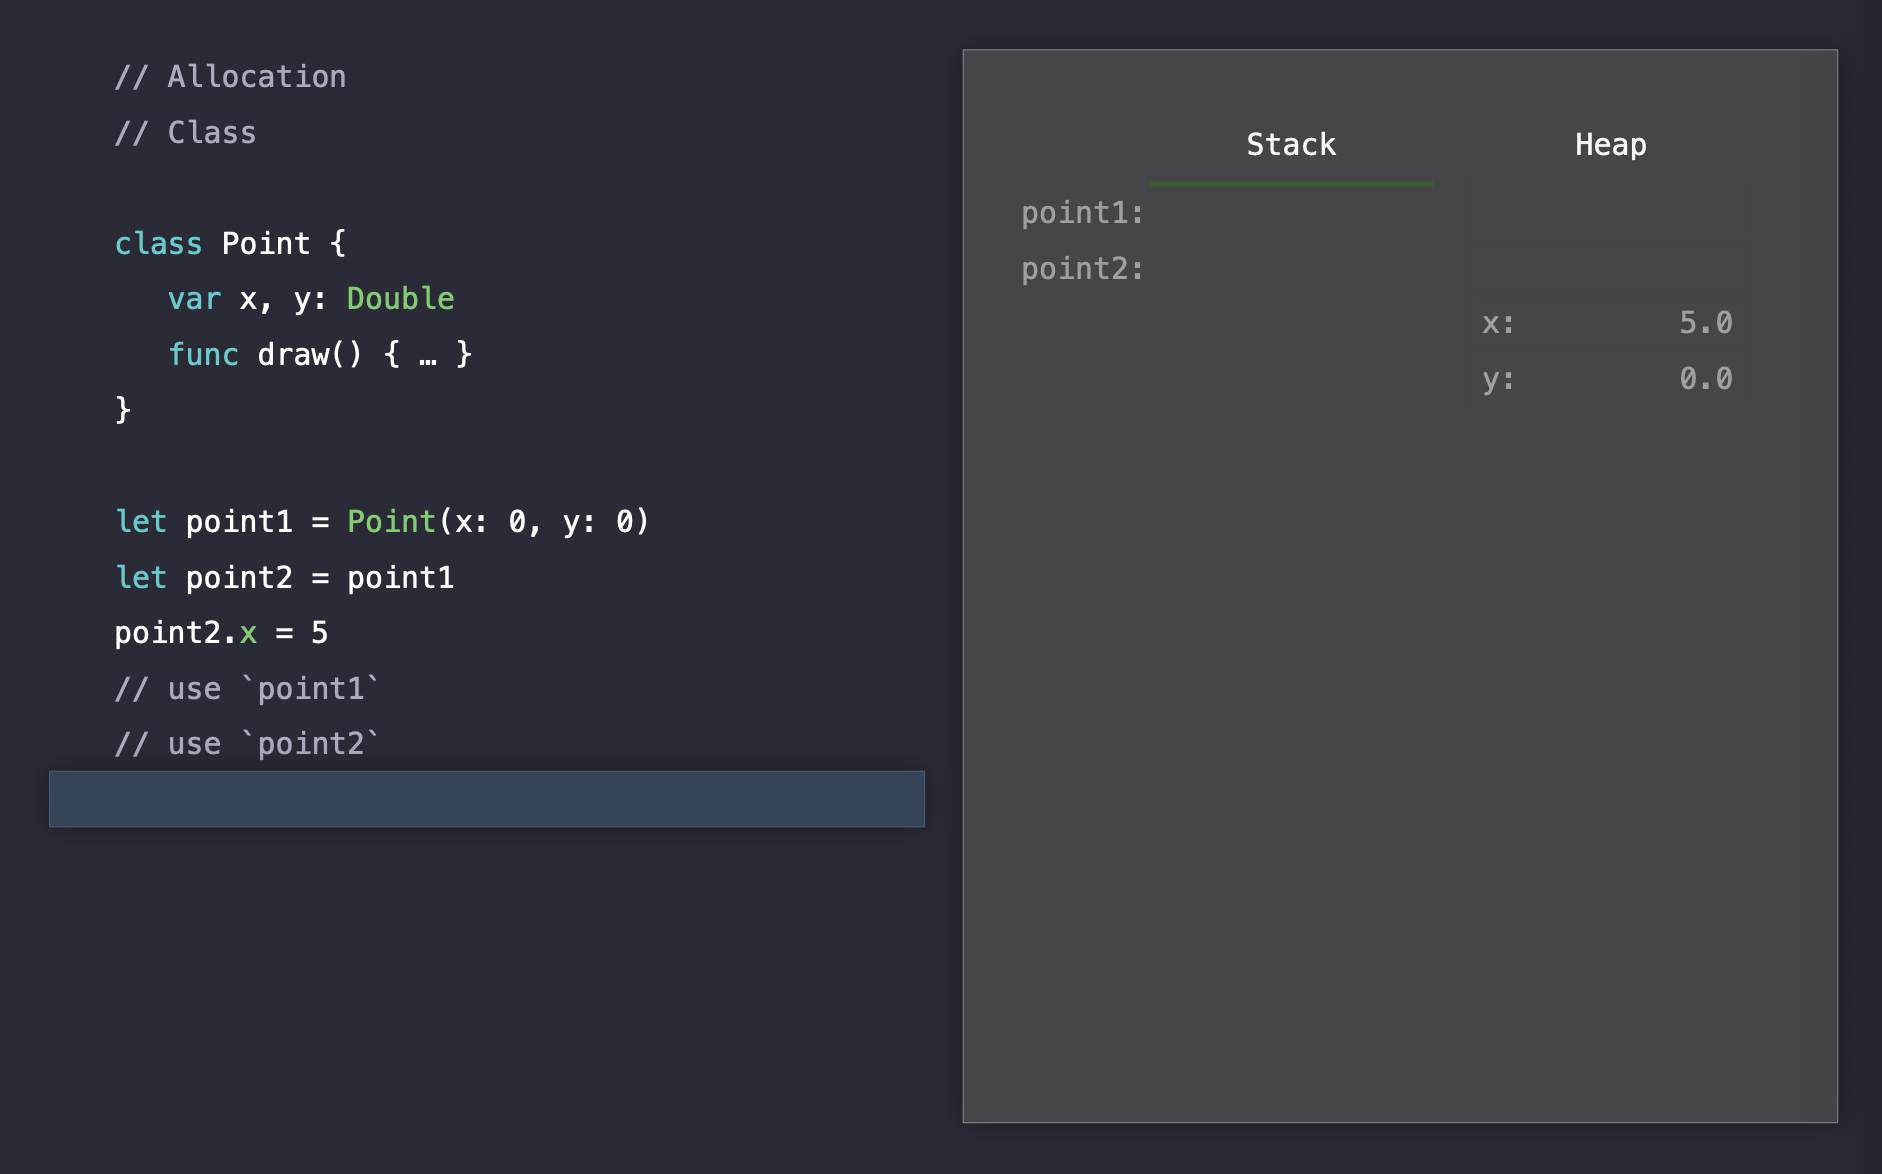 // Allocation
// Class
class Point {
var x, y: Double
func draw() { … }
}
let point1 = Point(x: 0, y: 0)
let point2 = point1
point2.x = 5
// use `point1`
// use `point2`
Stack Heap
point1:
point2:
x: 5.0
y: 0.0